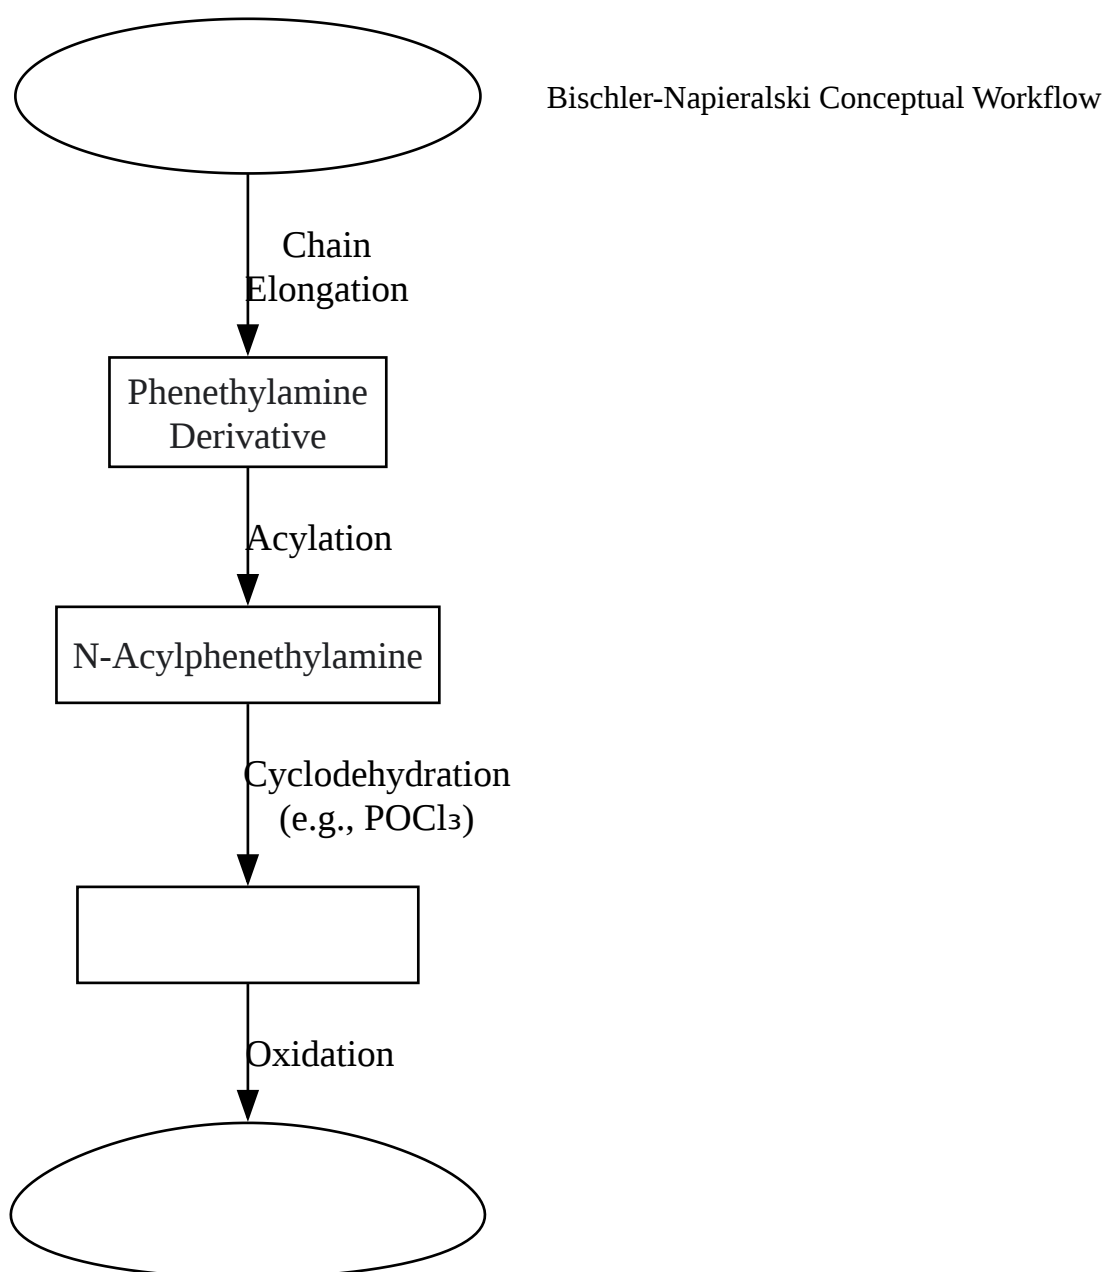 Bischler-Napieralski Conceptual Workflow
Chain
Elongation
Phenethylamine
Derivative
Acylation
N-Acylphenethylamine
Cyclodehydration
(e.g., POCl₃)
Oxidation